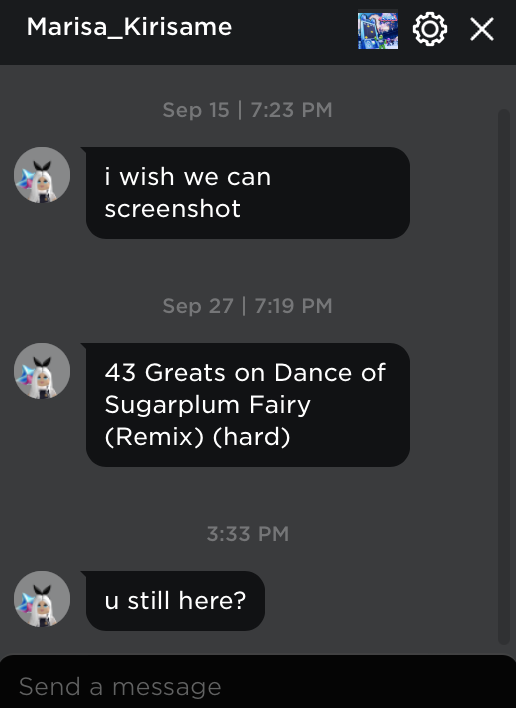 Marisa_Kirisame
Sep 15 | 7:23 PM
i wish we can
screenshot
Sep 27 | 7:19 PM
43 Greats on Dance of
Sugarplum Fairy
(Remix) (hard)
3:33 PM
u still here?
Send a message